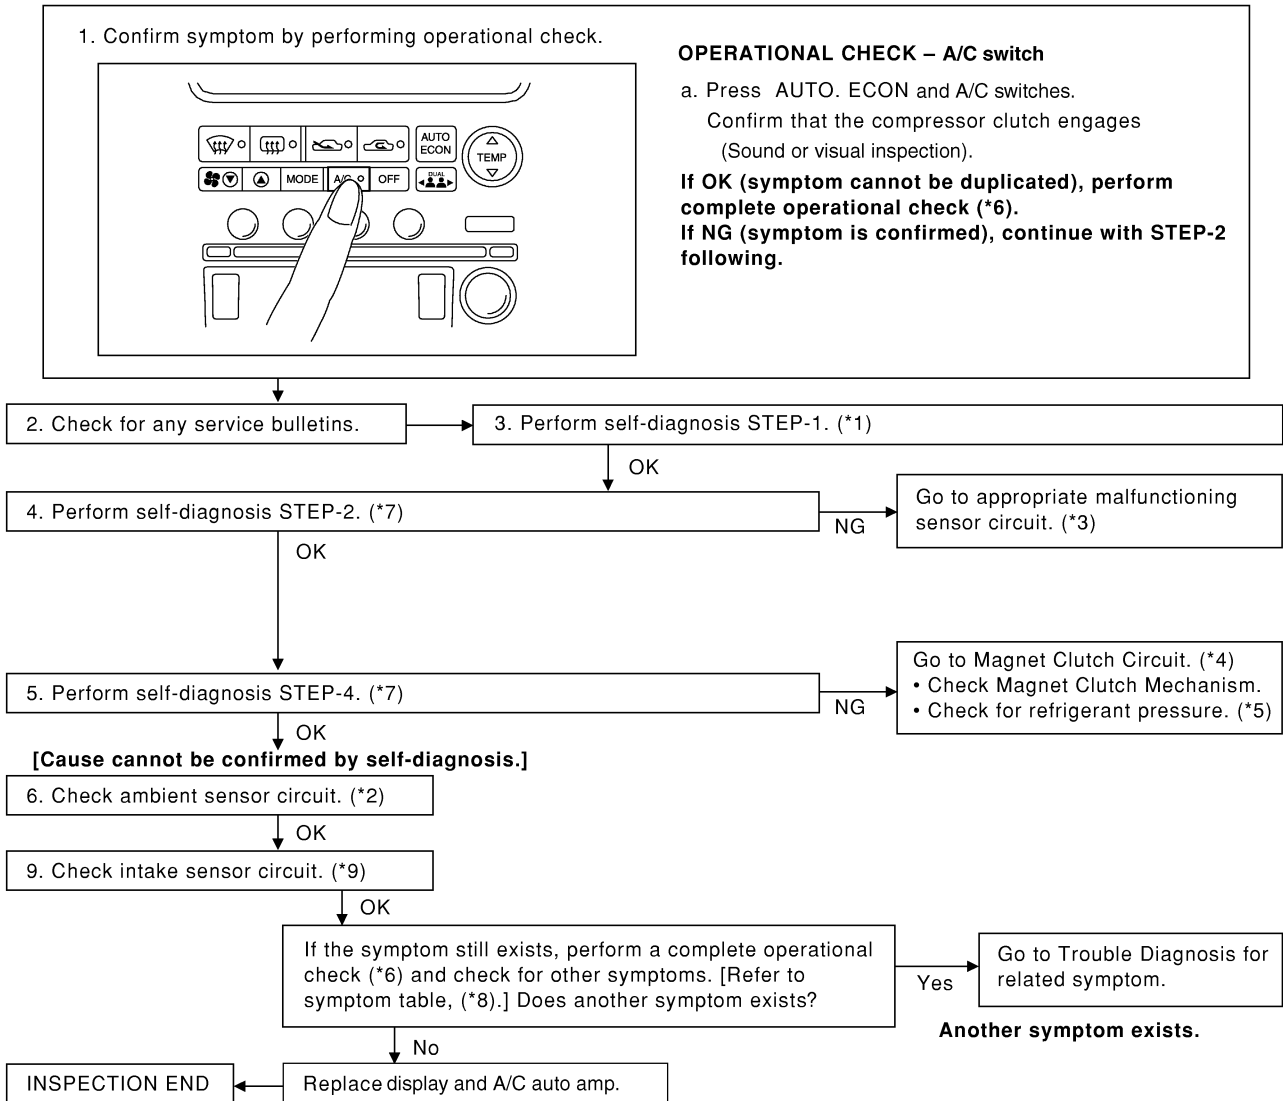 1. Confirm symptom by performing operational check.
AUTO
ECON
TEMP
MODE
A/C
OFF
DUAL
OPERATIONAL CHECK – A/C switch
a. Press AUTO. ECON and A/C switches.
Confirm that the compressor clutch engages
(Sound or visual inspection).
If OK (symptom cannot be duplicated), perform
complete operational check (*6).
If NG (symptom is confirmed), continue with STEP-2
following.
2. Check for any service bulletins.
3. Perform self-diagnosis STEP-1. (*1)
OK
4. Perform self-diagnosis STEP-2. (*7)
NG
Go to appropriate malfunctioning
sensor circuit. (*3)
OK
5. Perform self-diagnosis STEP-4. (*7)
NG
Go to Magnet Clutch Circuit. (*4)
• Check Magnet Clutch Mechanism.
• Check for refrigerant pressure. (*5)
OK
[Cause cannot be confirmed by self-diagnosis.]
6. Check ambient sensor circuit. (*2)
OK
9. Check intake sensor circuit. (*9)
OK
If the symptom still exists, perform a complete operational
check (*6) and check for other symptoms. [Refer to
symptom table, (*8).] Does another symptom exists?
Yes
Go to Trouble Diagnosis for
related symptom.
Another symptom exists.
No
Replace display and A/C auto amp.
INSPECTION END